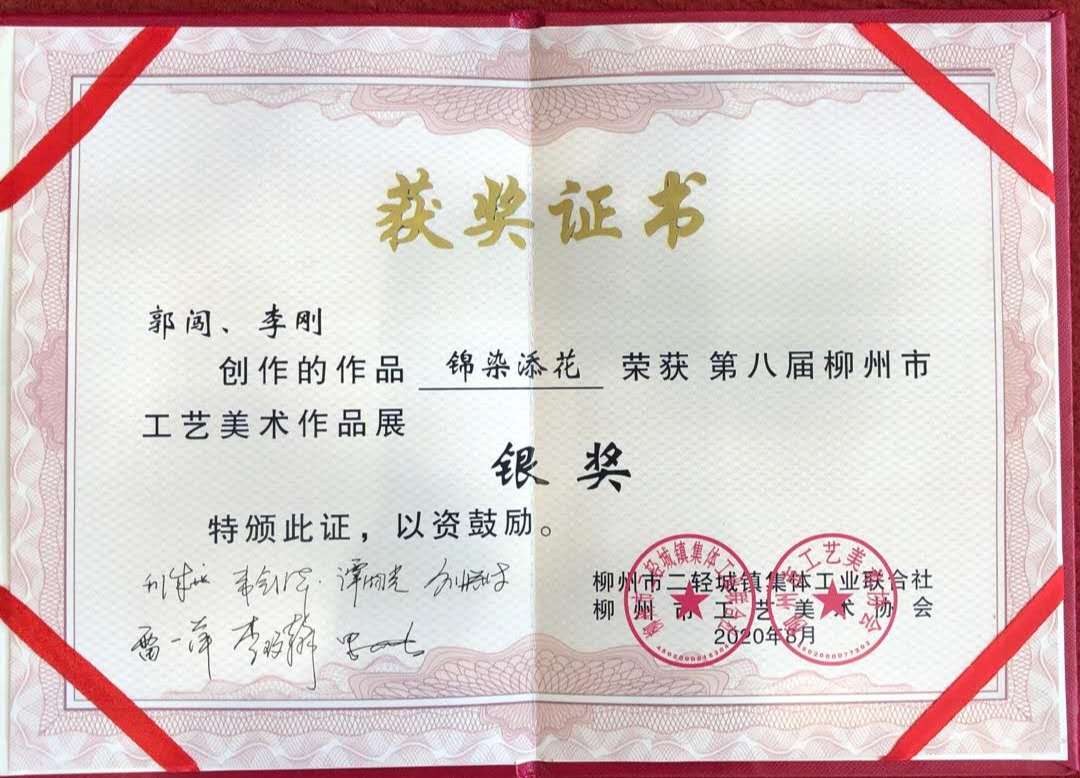 获奖证书
郭闯、李刚
创作的作品 锦染添花 荣获 第八届柳州市
工艺美术作品展
银奖
特颁此证，以资鼓励。
柳州市二轻城镇集体工业联合社
柳州市工艺美术协会
2020年8月
雷一萍